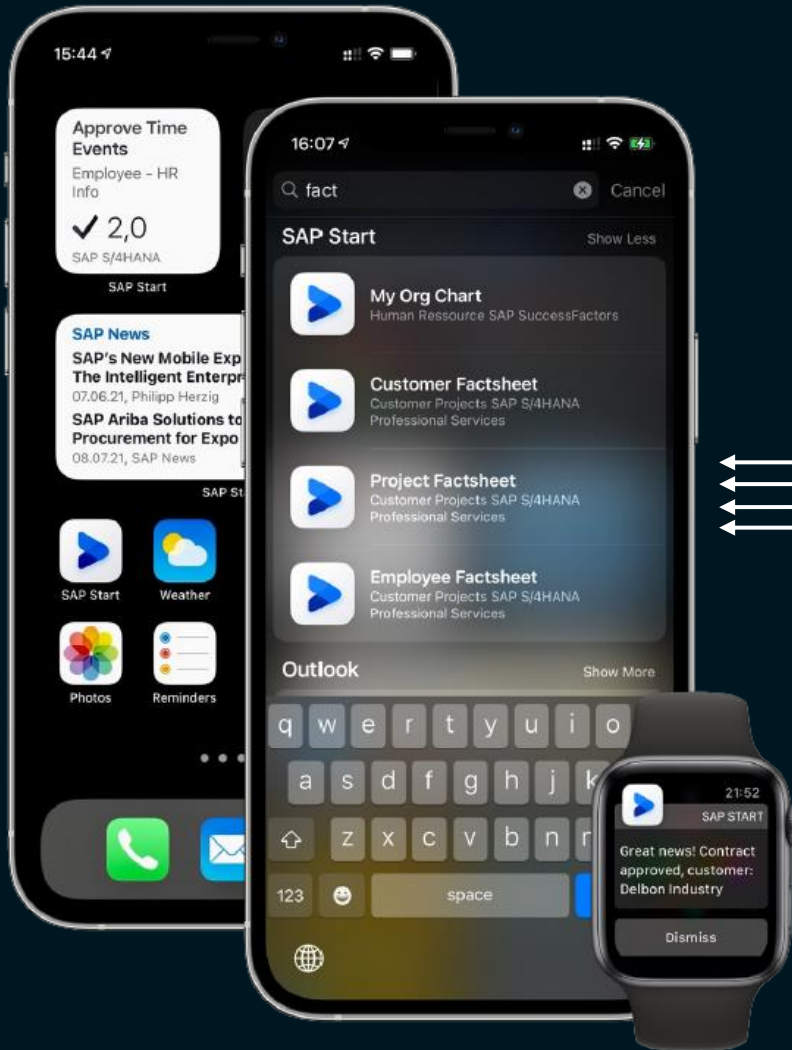 15:44
Approve Time
Events
Employee - HR
Info
2,0
SAP S/4HANA
SAP Start
SAP News
SAP's New Mobile Exp
The Intelligent Enterpr
07.06.21, Philipp Herzig
SAP Ariba Solutions to
Procurement for Expo
08.07.21, SAP News
SAP St
SAP Start
Weather
Photos
Reminders
16:07
fact
Cancel
SAP Start
Show Less
My Org Chart
Human Ressource SAP SuccessFactors
Customer Factsheet
Customer Projects SAP S/4HANA
Professional Services
Project Factsheet
Customer Projects SAP S/4HANA
Professional Services
Employee Factsheet
Customer Projects SAP S/4HANA
Professional Services
Outlook
Show More
q w e r t y u i o
a s d f g h j k
z x c v b n
123
space
21:52
SAP START
Great news! Contract
approved, customer:
Delbon Industry
Dismiss